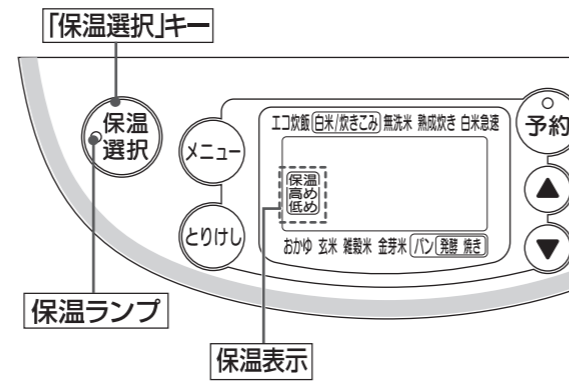 「保温選択」キー
保温
選択
メニュー
とりけし
エコ炊飯 白米/炊きこみ 無洗米 熟成炊き 白米急速
保温
高め
低め
おかゆ 玄米 雑穀米 金芽米 パン 発酵 焼き
予約
▲
▼
保温ランプ
保温表示